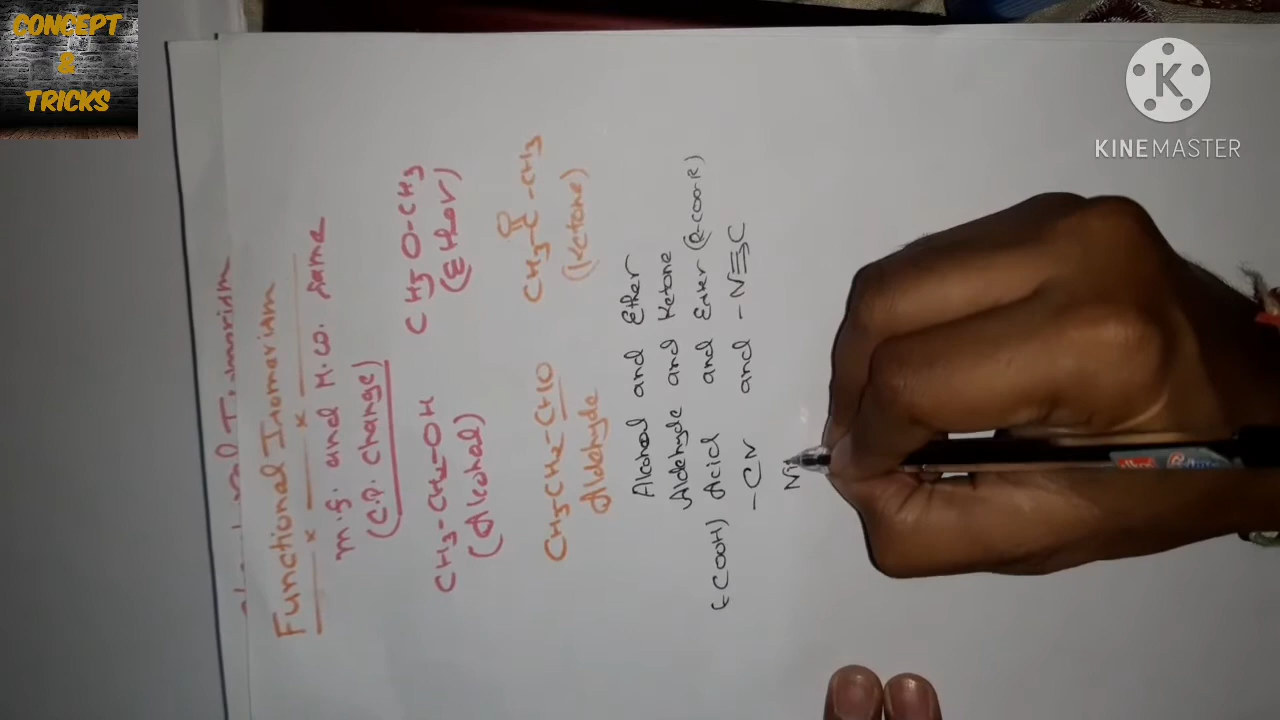 CONCEPT
&
TRICKS
KINEMASTER
Functional Isomerism
m.f. and M.w. same
(C.P. change)
CH3-CH2-OH CH3 O-CH3
(Alcohol) (Ether)
CH3-CH2-CHO CH3-C-CH3
O
Aldehyde (Ketone)
Alcohol and Ether
Aldehyde and Ketone
(COOH) Acid and Ester (R-COO-R)
-CN and -N≡C
Ni